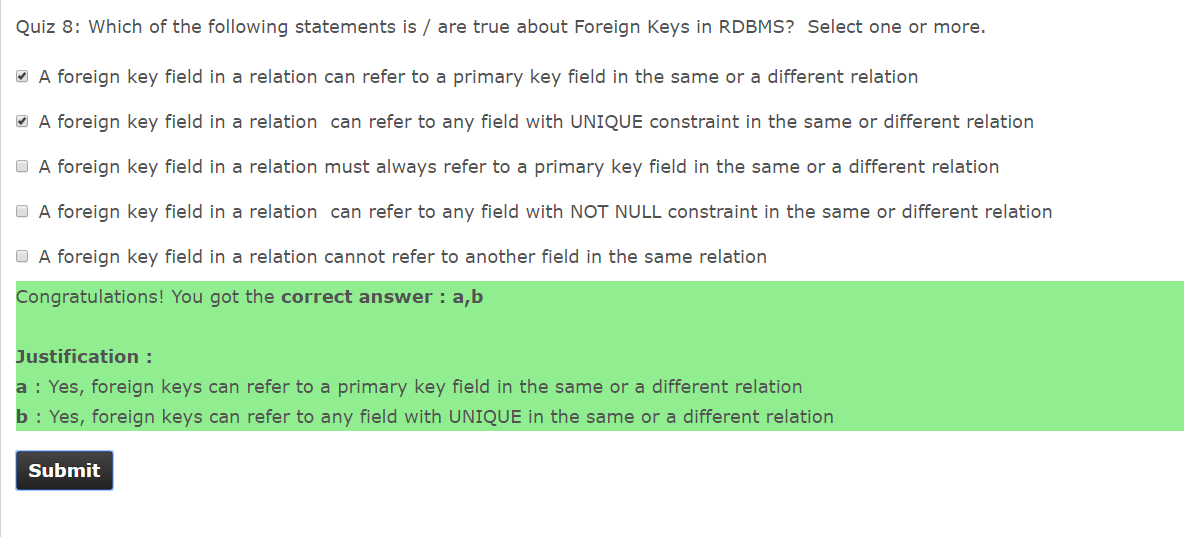 Quiz 8: Which of the following statements is / are true about Foreign Keys in RDBMS?  Select one or more.
A foreign key field in a relation can refer to a primary key field in the same or a different relation
A foreign key field in a relation  can refer to any field with UNIQUE constraint in the same or different relation
A foreign key field in a relation must always refer to a primary key field in the same or a different relation
A foreign key field in a relation  can refer to any field with NOT NULL constraint in the same or different relation
A foreign key field in a relation cannot refer to another field in the same relation
Congratulations! You got the correct answer : a,b
Justification :
a : Yes, foreign keys can refer to a primary key field in the same or a different relation
b : Yes, foreign keys can refer to any field with UNIQUE in the same or a different relation
Submit